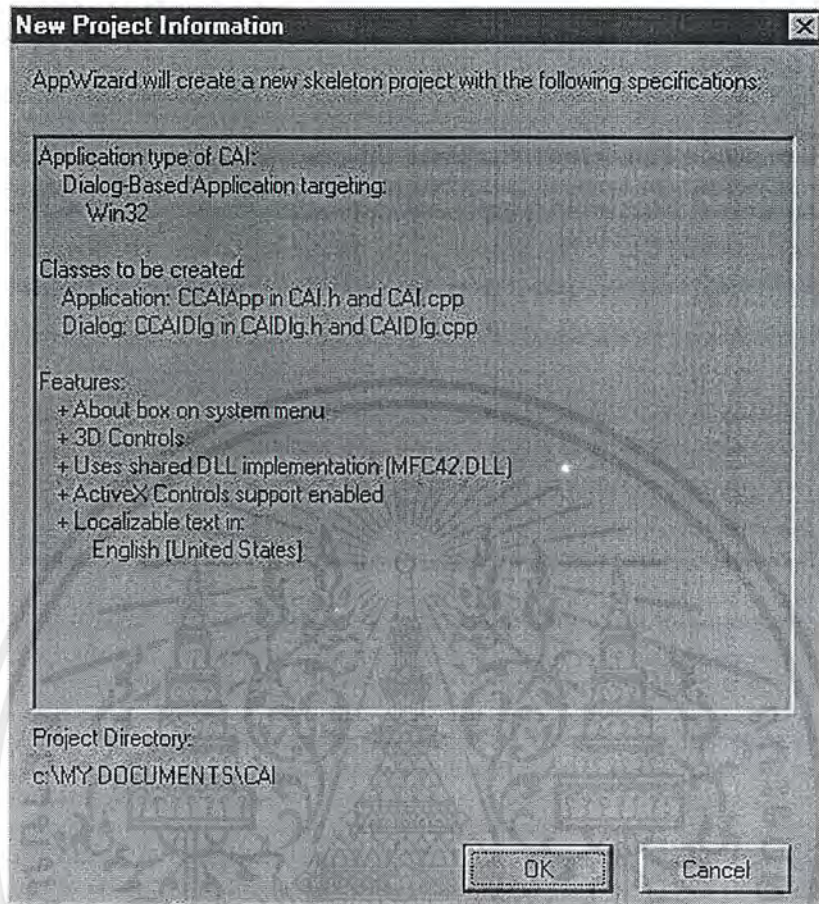 New Project Information
AppWizard will create a new skeleton project with the following specifications:
Application type of CAI:
Dialog-Based Application targeting:
Win32
Classes to be created:
Application: CCAIApp in CAI.h and CAI.cpp
Dialog: CCAIDlg in CAIDlg.h and CAIDlg.cpp
Features:
+ About box on system menu
+ 3D Controls
+ Uses shared DLL implementation (MFC42.DLL)
+ ActiveX Controls support enabled
+ Localizable text in:
English [United States]
Project Directory:
c:\MY DOCUMENTS\CAI
OK
Cancel